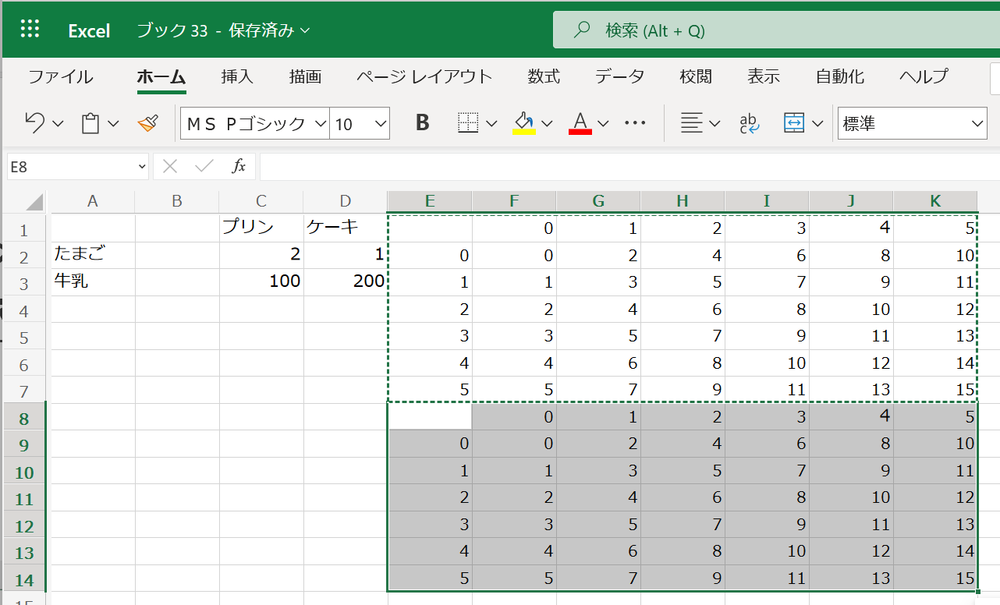 Excel ブック 33 - 保存済み 検索 (Alt + Q)
ファイル ホーム 挿入 描画 ページ レイアウト 数式 データ 校閲 表示 自動化 ヘルプ
ＭＳ Ｐゴシック 10 B A ab c 標準
E8 fx
A B C D E F G H I J K
1 プリン ケーキ 0 1 2 3 4 5
2 たまご 2 1 0 0 2 4 6 8 10
3 牛乳 100 200 1 1 3 5 7 9 11
4 2 2 4 6 8 10 12
5 3 3 5 7 9 11 13
6 4 4 6 8 10 12 14
7 5 5 7 9 11 13 15
8 0 1 2 3 4 5
9 0 0 2 4 6 8 10
10 1 1 3 5 7 9 11
11 2 2 4 6 8 10 12
12 3 3 5 7 9 11 13
13 4 4 6 8 10 12 14
14 5 5 7 9 11 13 15